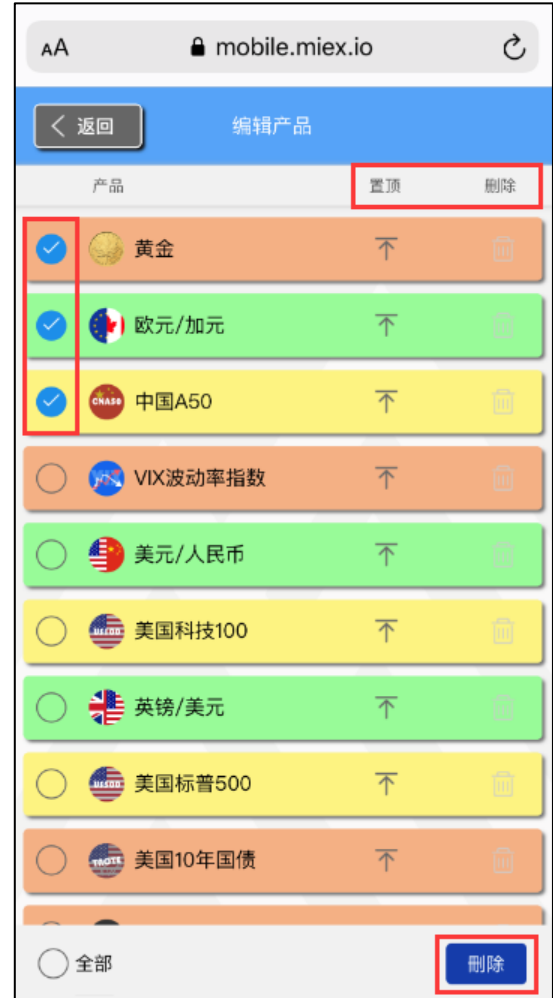 AA mobile.miex.io
返回 编辑产品
产品 置顶 删除
黄金
欧元/加元
CHA50 中国A50
VIX波动率指数
美元/人民币
美国科技100
英镑/美元
US500 美国标普500
美国10年国债
全部 刪除